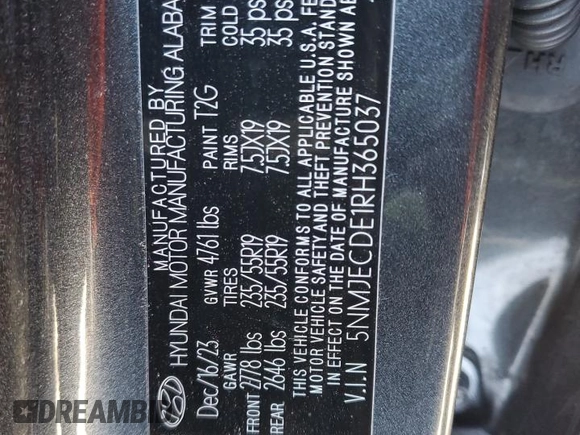 MANUFACTURED BY
HYUNDAI MOTOR MANUFACTURING ALABA
Dec/16/23 GVWR 4761 lbs PAINT T2G TRIM
GAWR TIRES RIMS COLD
FRONT 2778 lbs 235/55R19 7.5JX19 35 ps
REAR 2646 lbs 235/55R19 7.5JX19 35 ps
THIS VEHICLE CONFORMS TO ALL APPLICABLE U.S.A. FE
MOTOR VEHICLE SAFETY AND THEFT PREVENTION STAND
IN EFFECT ON THE DATE OF MANUFACTURE SHOWN ABOV
V.I.N 5NMJECDE1RH365037
RH
DREAMBI